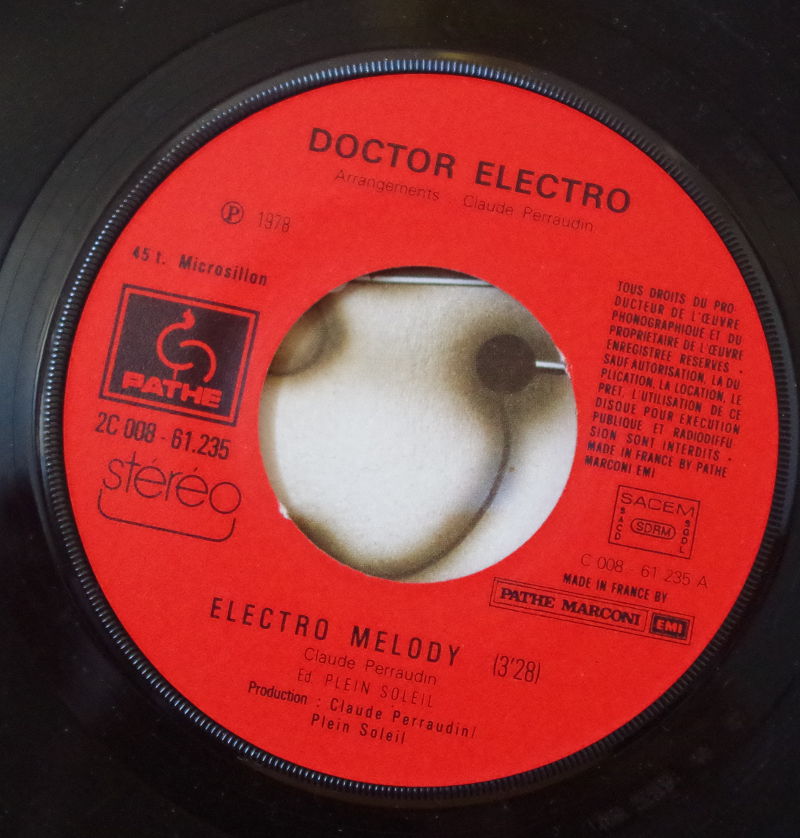 DOCTOR ELECTRO
Arrangements : Claude Perraudin
℗ 1978
45 t. Microsillon
PATHE
2C 008 - 61.235
stéréo
TOUS DROITS DU PRO-
DUCTEUR DE L'ŒUVRE
PHONOGRAPHIQUE ET DU
PROPRIETAIRE DE L'ŒUVRE
ENREGISTREE RESERVES .
SAUF AUTORISATION, LA DU
PLICATION, LA LOCATION, LE
PRET, L'UTILISATION DE CE
DISQUE POUR EXECUTION
PUBLIQUE ET RADIODIFFU
SION SONT INTERDITS .
MADE IN FRANCE BY PATHE
MARCONI EMI
SACEM
SACD
SDRM
SGDL
C 008 - 61 235 A
MADE IN FRANCE BY
PATHE MARCONI EMI
ELECTRO MELODY (3'28)
Claude Perraudin
Ed. PLEIN SOLEIL
Production : Claude Perraudin/
Plein Soleil